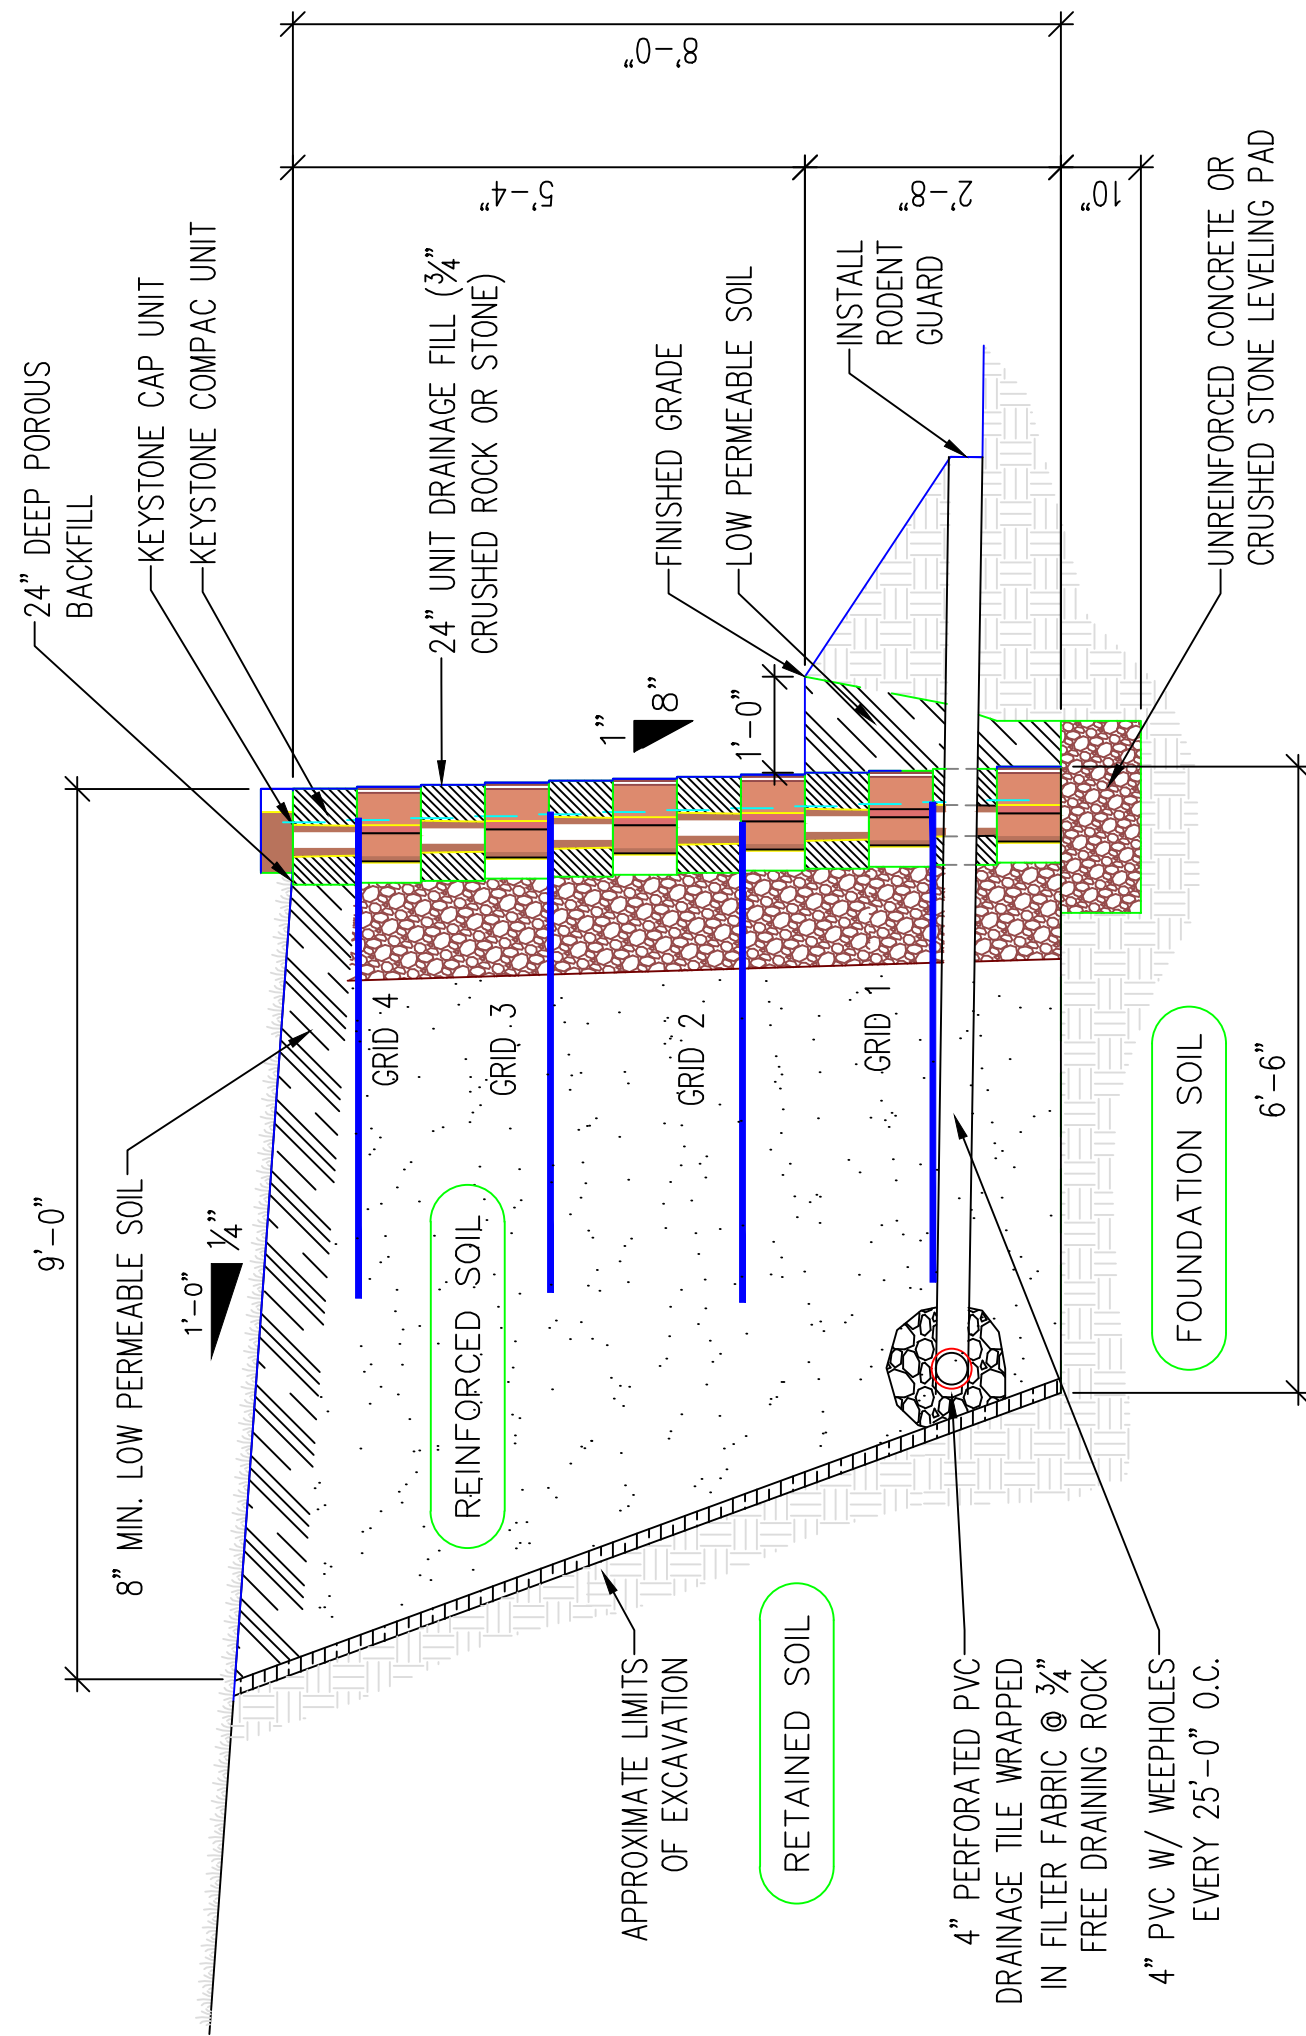 24” DEEP POROUS
BACKFILL
KEYSTONE CAP UNIT
KEYSTONE COMPAC UNIT
24” UNIT DRAINAGE FILL (¾”
CRUSHED ROCK OR STONE)
FINISHED GRADE
LOW PERMEABLE SOIL
INSTALL
RODENT
GUARD
UNREINFORCED CONCRETE OR
CRUSHED STONE LEVELING PAD
8'-0”
5'-4”
2'-8”
10”
1”
8”
1'-0”
9'-0”
8” MIN. LOW PERMEABLE SOIL
1'-0”
¼”
GRID 4
GRID 3
GRID 2
GRID 1
REINFORCED SOIL
FOUNDATION SOIL
6'-6”
APPROXIMATE LIMITS
OF EXCAVATION
RETAINED SOIL
4” PERFORATED PVC
DRAINAGE TILE WRAPPED
IN FILTER FABRIC @ ¾”
FREE DRAINING ROCK
4” PVC W/ WEEPHOLES
EVERY 25'-0” O.C.